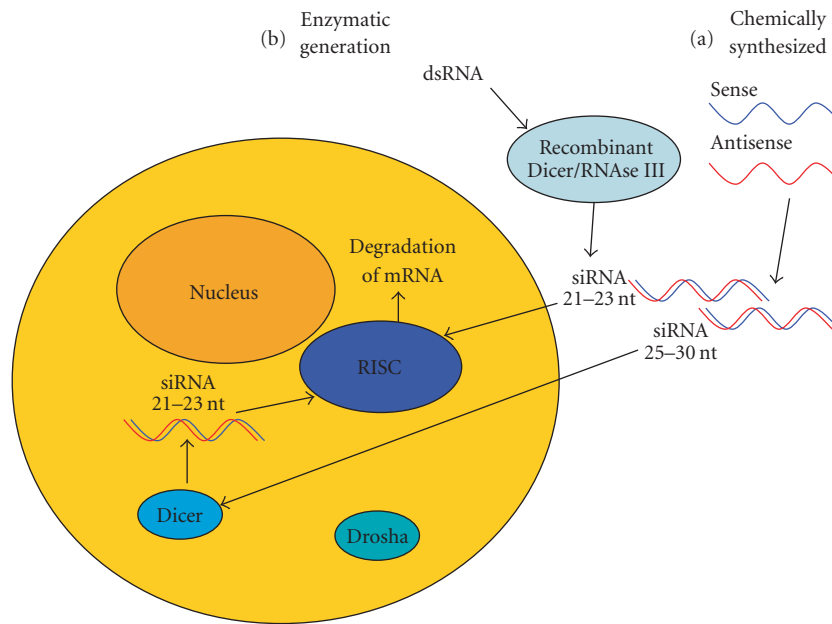 (b) Enzymatic
generation
(a) Chemically
synthesized
dsRNA
Sense
Antisense
Recombinant
Dicer/RNAse III
Nucleus
Degradation
of mRNA
siRNA
21–23 nt
siRNA
25–30 nt
RISC
siRNA
21–23 nt
Dicer
Drosha